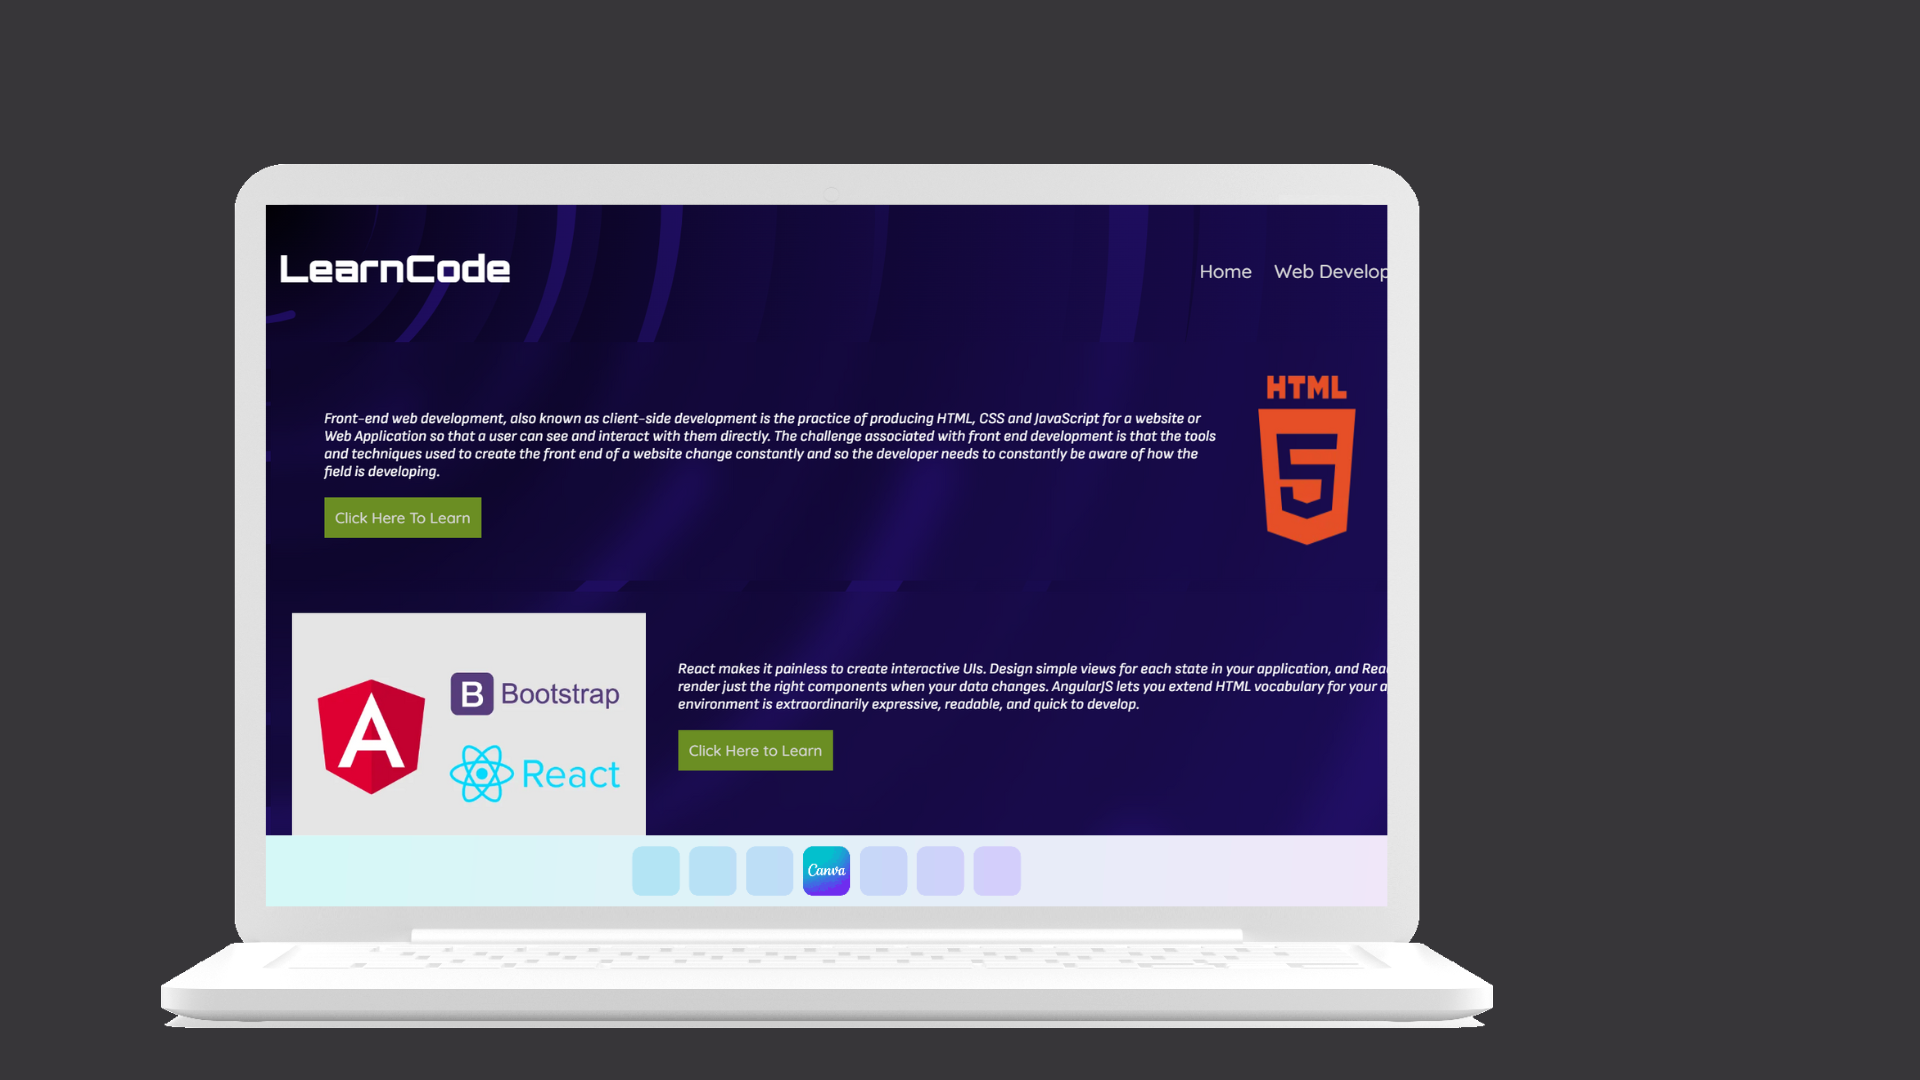 LearnCode
Home Web Develop
HTML
Front-end web development, also known as client-side development is the practice of producing HTML, CSS and JavaScript for a website or
Web Application so that a user can see and interact with them directly. The challenge associated with front end development is that the tools
and techniques used to create the front end of a website change constantly and so the developer needs to constantly be aware of how the
field is developing.
Click Here To Learn
B Bootstrap
React
React makes it painless to create interactive UIs. Design simple views for each state in your application, and Rea
render just the right components when your data changes. AngularJS lets you extend HTML vocabulary for your a
environment is extraordinarily expressive, readable, and quick to develop.
Click Here to Learn
Canva